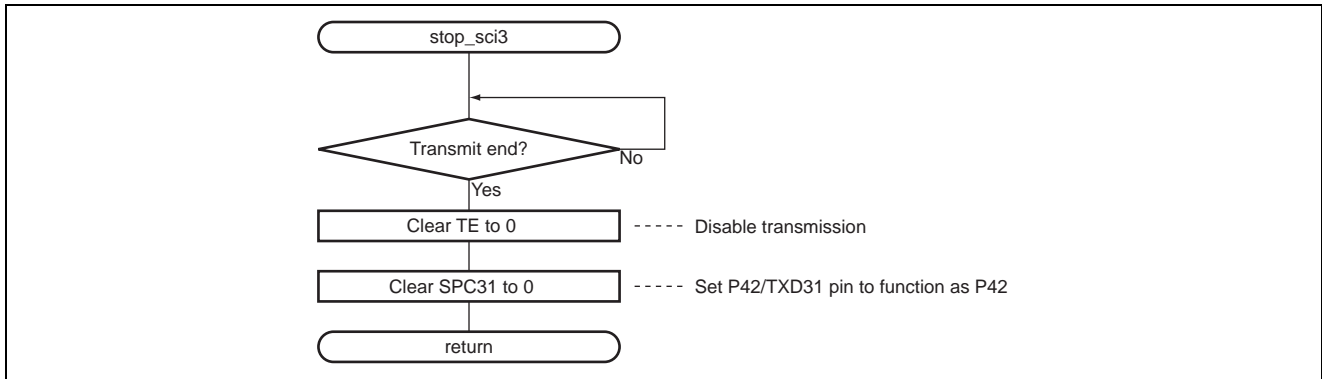 stop_sci3
Transmit end?
No
Yes
Clear TE to 0
Disable transmission
Clear SPC31 to 0
Set P42/TXD31 pin to function as P42
return